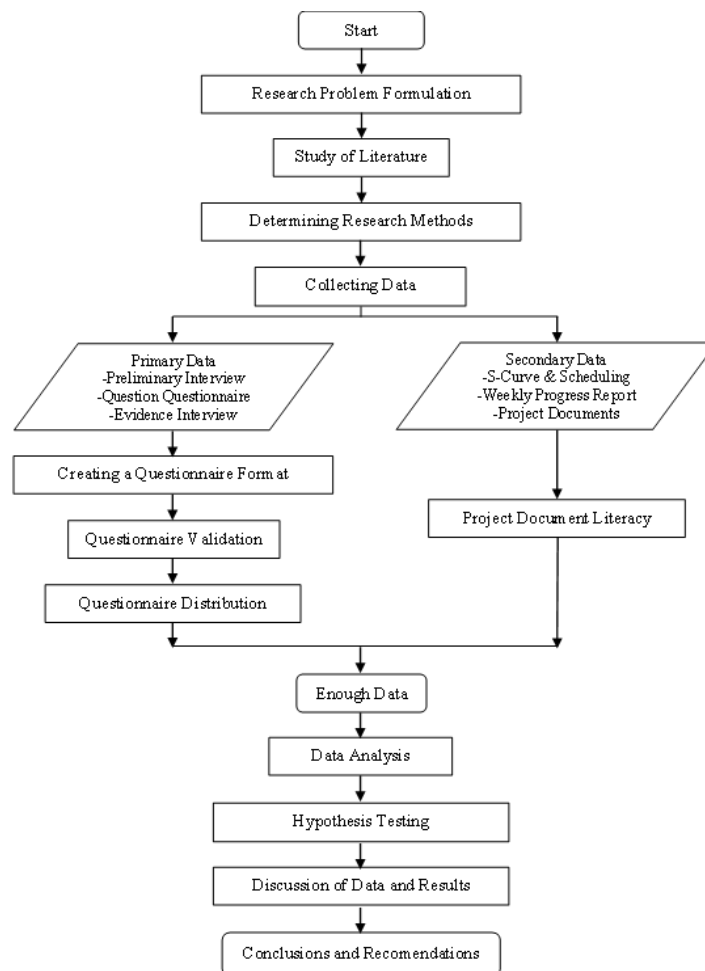 Start
Research Problem Formulation
Study of Literature
Determining Research Methods
Collecting Data
Primary Data
-Preliminary Interview
-Question Questionnaire
-Evidence Interview
Secondary Data
-S-Curve & Scheduling
-Weekly Progress Report
-Project Documents
Creating a Questionnaire Format
Questionnaire Validation
Questionnaire Distribution
Project Document Literacy
Enough Data
Data Analysis
Hypothesis Testing
Discussion of Data and Results
Conclusions and Recomendations